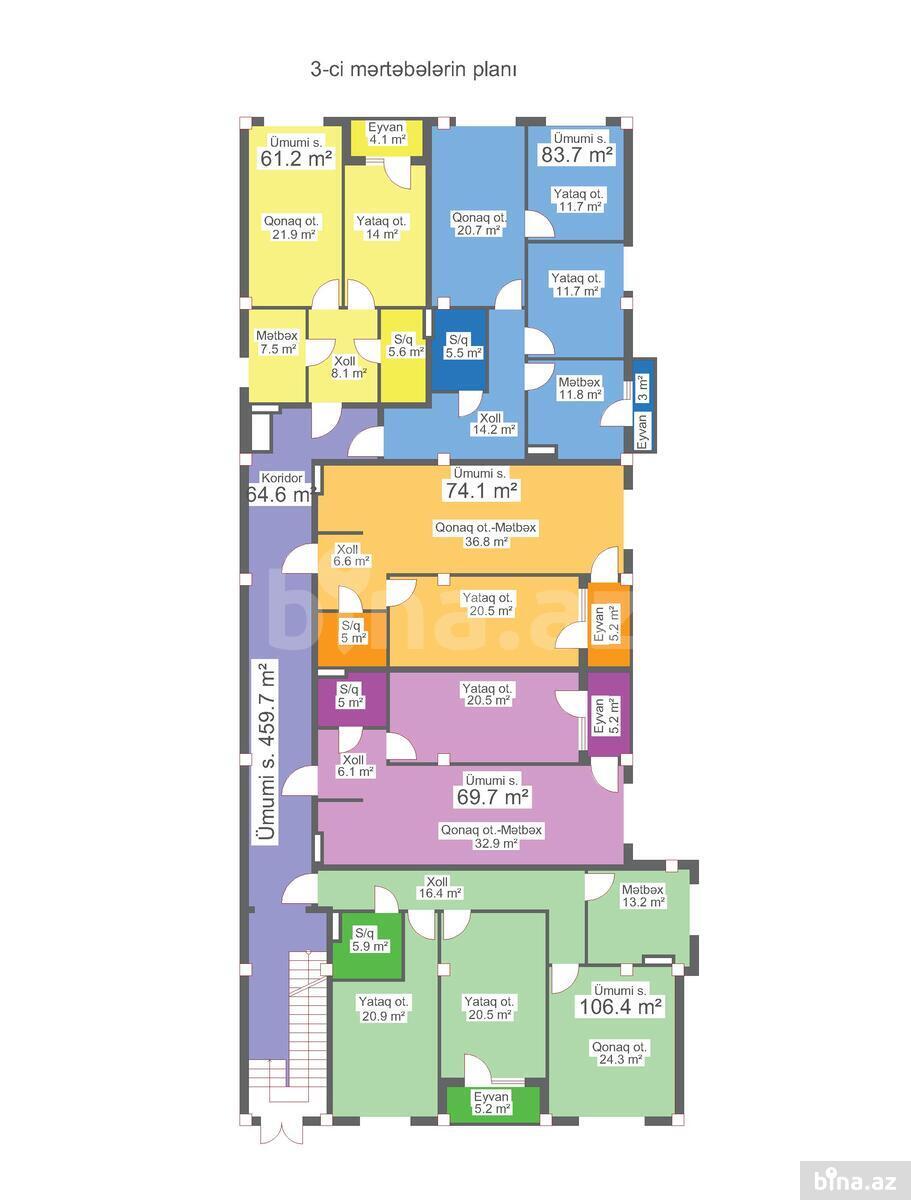 3-ci mərtəbələrin planı
Ümumi s.
61.2 m²
Qonaq ot.
21.9 m²
Eyvan
4.1 m²
Yataq ot.
14 m²
Qonaq ot.
20.7 m²
Ümumi s.
83.7 m²
Yataq ot.
11.7 m²
Yataq ot.
11.7 m²
Mətbəx
7.5 m²
Xoll
8.1 m²
S/q
5.6 m²
S/q
5.5 m²
Mətbəx
11.8 m²
Eyvan 3 m²
Xoll
14.2 m²
Koridor
64.6 m²
Ümumi s.
74.1 m²
Qonaq ot.-Mətbəx
36.8 m²
Xoll
6.6 m²
Yataq ot.
20.5 m²
S/q
5 m²
Eyvan
5.2 m²
bina.az
Ümumi s. 459.7 m²
S/q
5 m²
Yataq ot.
20.5 m²
Eyvan
5.2 m²
Xoll
6.1 m²
Ümumi s.
69.7 m²
Qonaq ot.-Mətbəx
32.9 m²
Xoll
16.4 m²
Mətbəx
13.2 m²
S/q
5.9 m²
Yataq ot.
20.9 m²
Yataq ot.
20.5 m²
Ümumi s.
106.4 m²
Qonaq ot.
24.3 m²
Eyvan
5.2 m²
bina.az